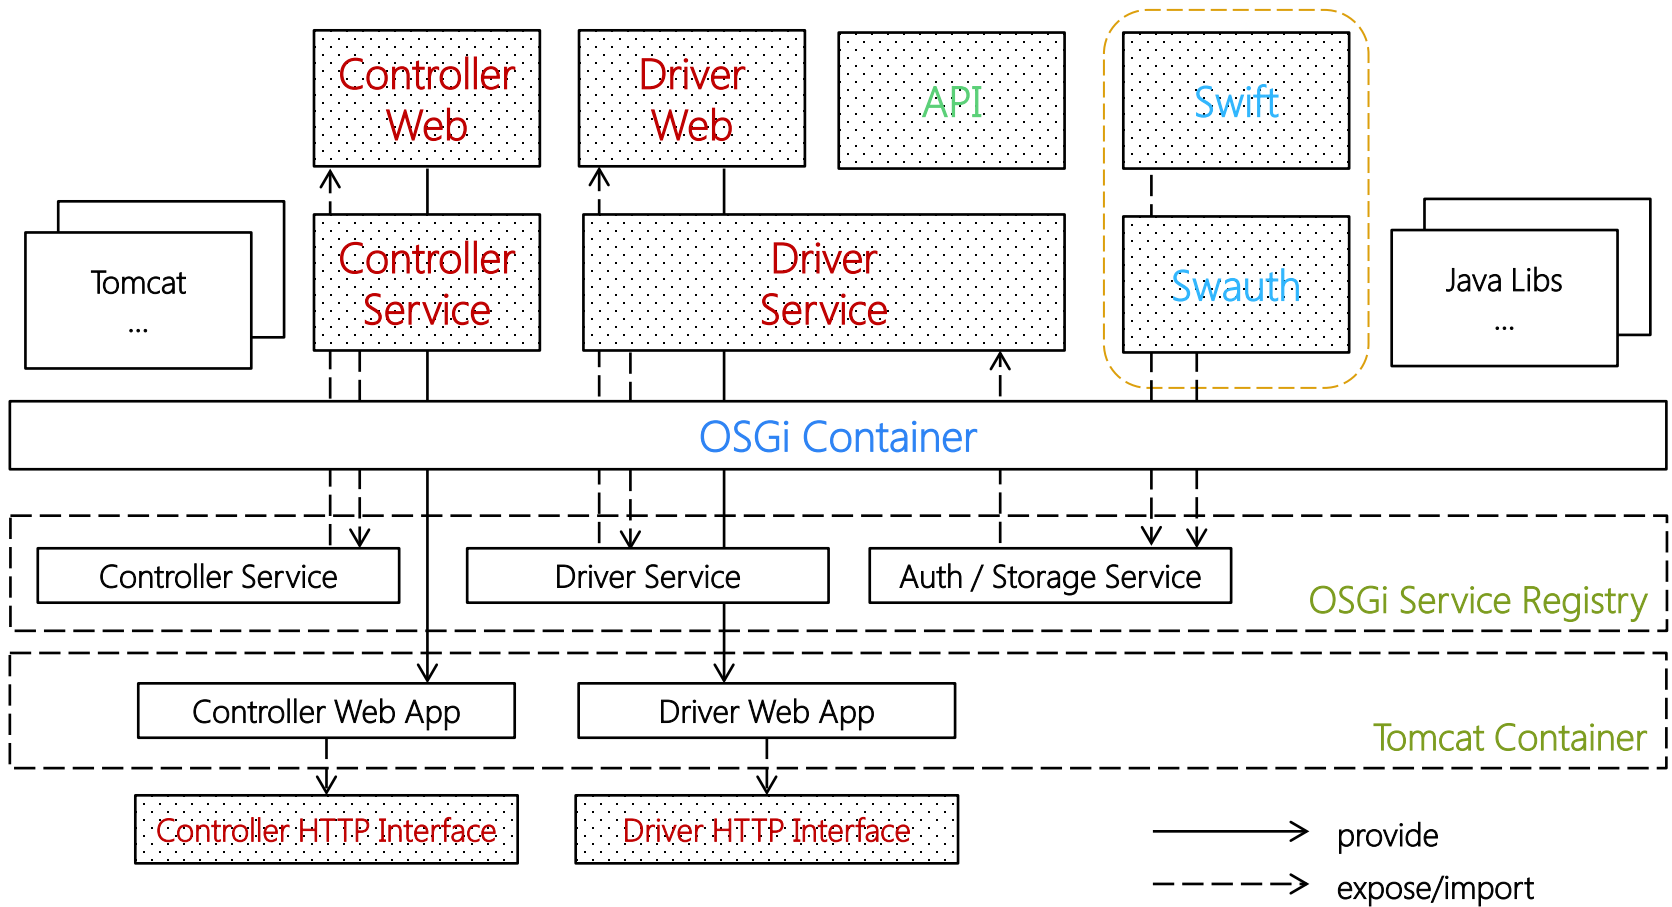 Controller
Web
Driver
Web
API
Swift
Tomcat
...
Controller
Service
Driver
Service
Swauth
Java Libs
...
OSGi Container
Controller Service
Driver Service
Auth / Storage Service
OSGi Service Registry
Controller Web App
Driver Web App
Tomcat Container
Controller HTTP Interface
Driver HTTP Interface
provide
expose/import